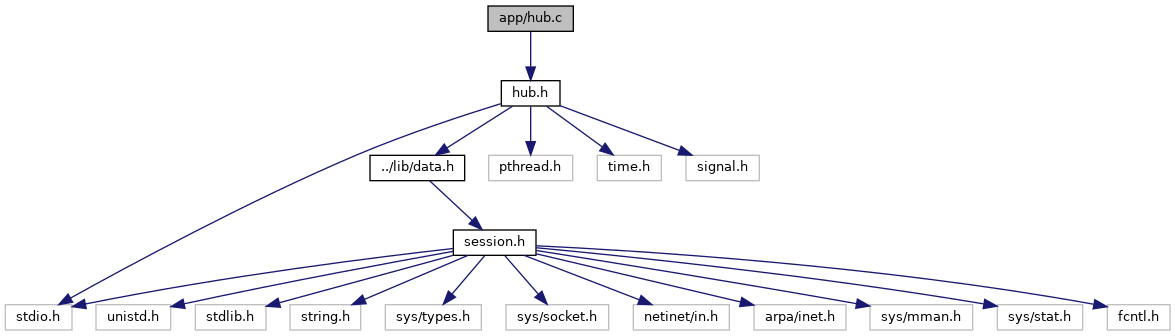 app/hub.c
hub.h
../lib/data.h
pthread.h
time.h
signal.h
session.h
stdio.h
unistd.h
stdlib.h
string.h
sys/types.h
sys/socket.h
netinet/in.h
arpa/inet.h
sys/mman.h
sys/stat.h
fcntl.h